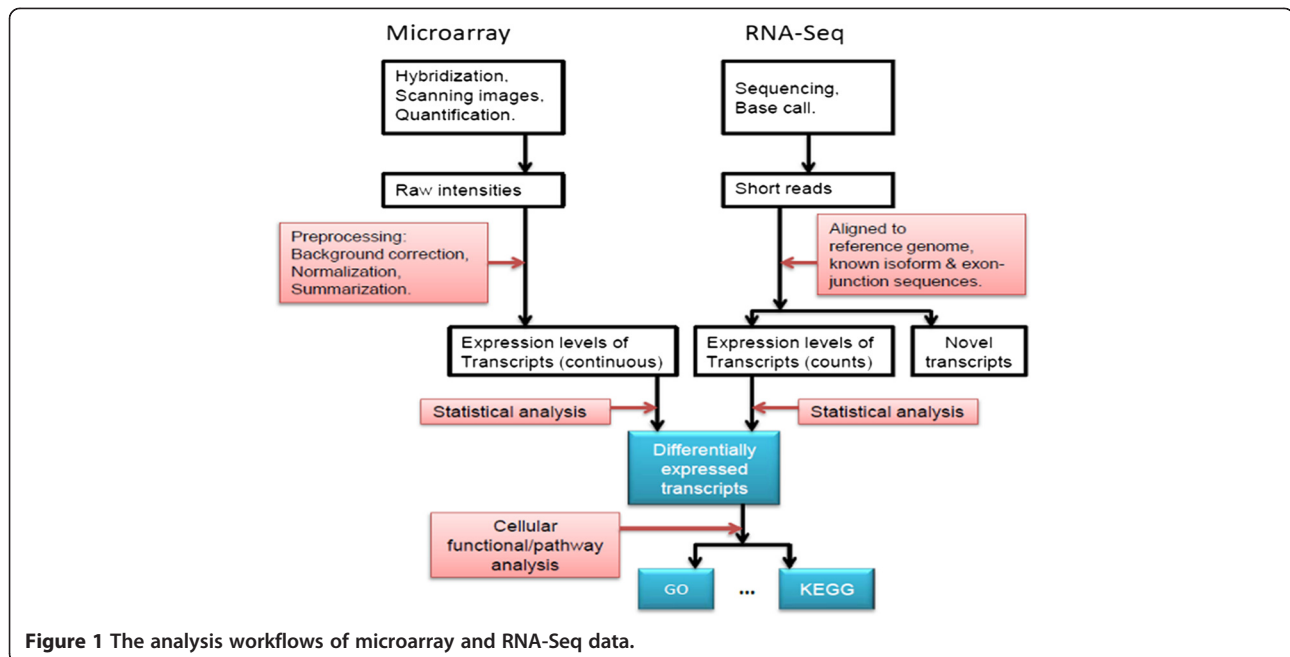 Microarray
RNA-Seq
Hybridization,
Scanning images,
Quantification.
Sequencing,
Base call.
Raw intensities
Short reads
Preprocessing:
Background correction,
Normalization,
Summarization.
Aligned to
reference genome,
known isoform & exon-
junction sequences.
Expression levels of
Transcripts (continuous)
Expression levels of
Transcripts (counts)
Novel
transcripts
Statistical analysis
Statistical analysis
Differentially
expressed
transcripts
Cellular
functional/pathway
analysis
GO
...
KEGG
Figure 1 The analysis workflows of microarray and RNA-Seq data.